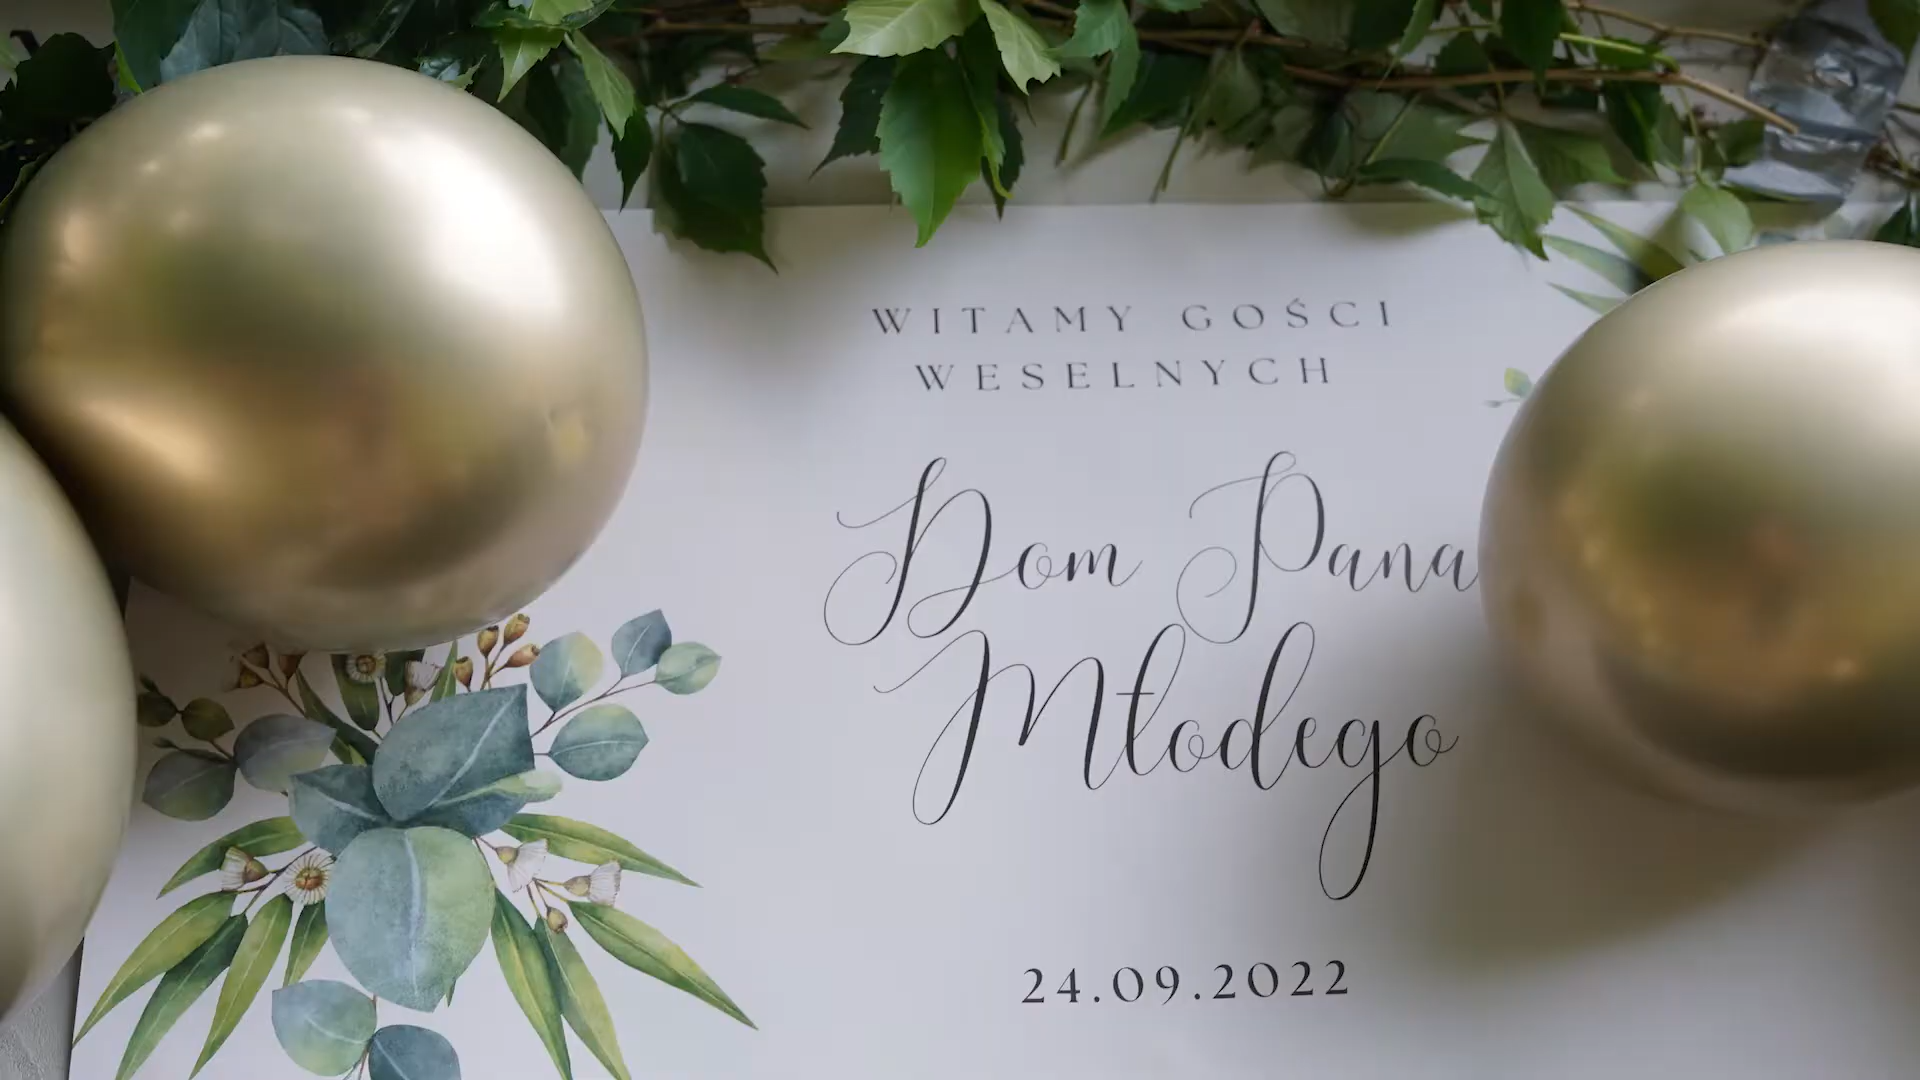 WITAMY GOŚCI
WESELNYCH
Dom Pana
Młodego
24.09.2022